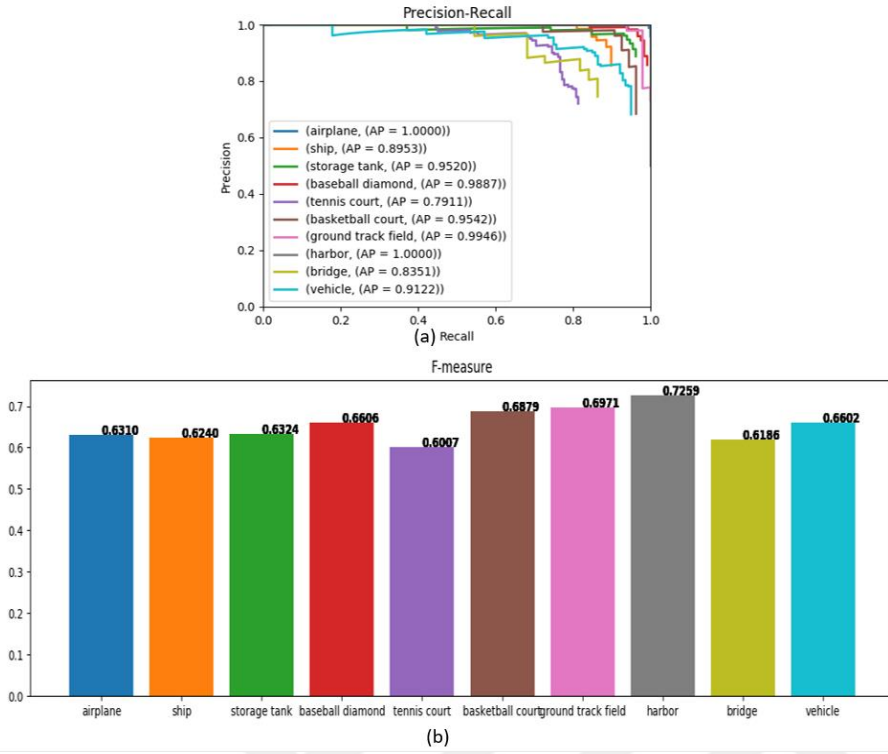 Precision-Recall
1.0
0.8
0.6
0.4
0.2
0.0
Precision
(airplane, (AP = 1.0000))
(ship, (AP = 0.8953))
(storage tank, (AP = 0.9520))
(baseball diamond, (AP = 0.9887))
(tennis court, (AP = 0.7911))
(basketball court, (AP = 0.9542))
(ground track field, (AP = 0.9946))
(harbor, (AP = 1.0000))
(bridge, (AP = 0.8351))
(vehicle, (AP = 0.9122))
0.0 0.2 0.4 0.6 0.8 1.0
(a) Recall
F-measure
0.7
0.6
0.5
0.4
0.3
0.2
0.1
0.0
0.6310 0.6240 0.6324 0.6606 0.6007 0.6879 0.6971 0.7259 0.6186 0.6602
airplane ship storage tank baseball diamond tennis court basketball court ground track field harbor bridge vehicle
(b)